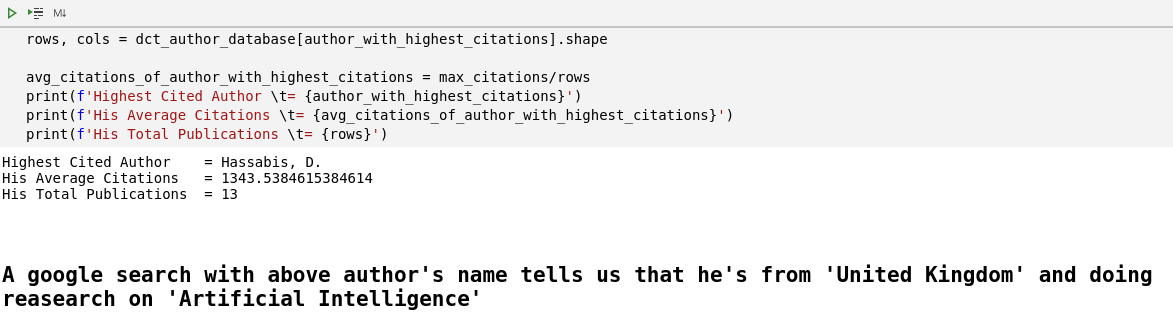 M↓
rows, cols = dct_author_database[author_with_highest_citations].shape
avg_citations_of_author_with_highest_citations = max_citations/rows
print(f'Highest Cited Author \t= {author_with_highest_citations}')
print(f'His Average Citations \t= {avg_citations_of_author_with_highest_citations}')
print(f'His Total Publications \t= {rows}')
Highest Cited Author    = Hassabis, D.
His Average Citations   = 1343.5384615384614
His Total Publications  = 13
A google search with above author's name tells us that he's from 'United Kingdom' and doing
reasearch on 'Artificial Intelligence'